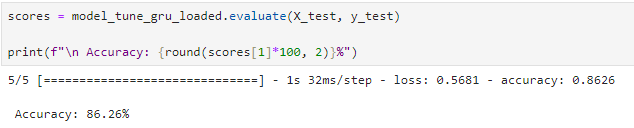 scores = model_tune_gru_loaded.evaluate(X_test, y_test)
print(f"\n Accuracy: {round(scores[1]*100, 2)}%")
5/5 [==============================] - 1s 32ms/step - loss: 0.5681 - accuracy: 0.8626
Accuracy: 86.26%